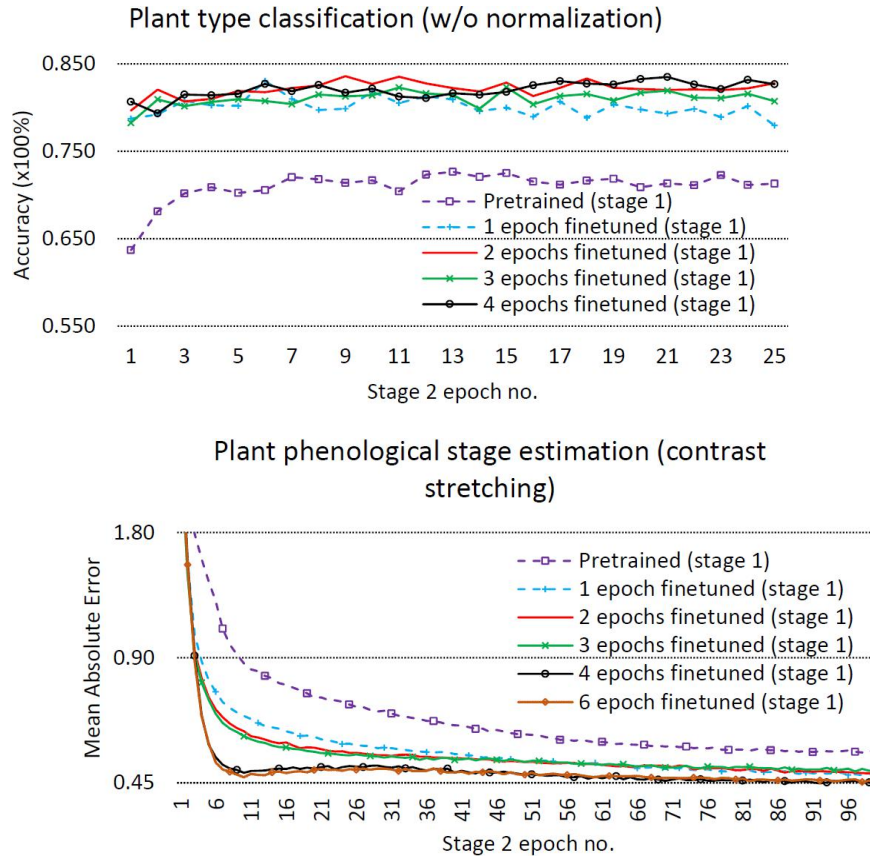 Plant type classification (w/o normalization)
0.850
0.750
0.650
0.550
Accuracy (x100%)
Pretrained (stage 1)
1 epoch finetuned (stage 1)
2 epochs finetuned (stage 1)
3 epochs finetuned (stage 1)
4 epochs finetuned (stage 1)
1 3 5 7 9 11 13 15 17 19 21 23 25
Stage 2 epoch no.
Plant phenological stage estimation (contrast
stretching)
1.80
0.90
0.45
Mean Absolute Error
Pretrained (stage 1)
1 epoch finetuned (stage 1)
2 epochs finetuned (stage 1)
3 epochs finetuned (stage 1)
4 epochs finetuned (stage 1)
6 epoch finetuned (stage 1)
1 6 11 16 21 26 31 36 41 46 51 56 61 66 71 76 81 86 91 96
Stage 2 epoch no.